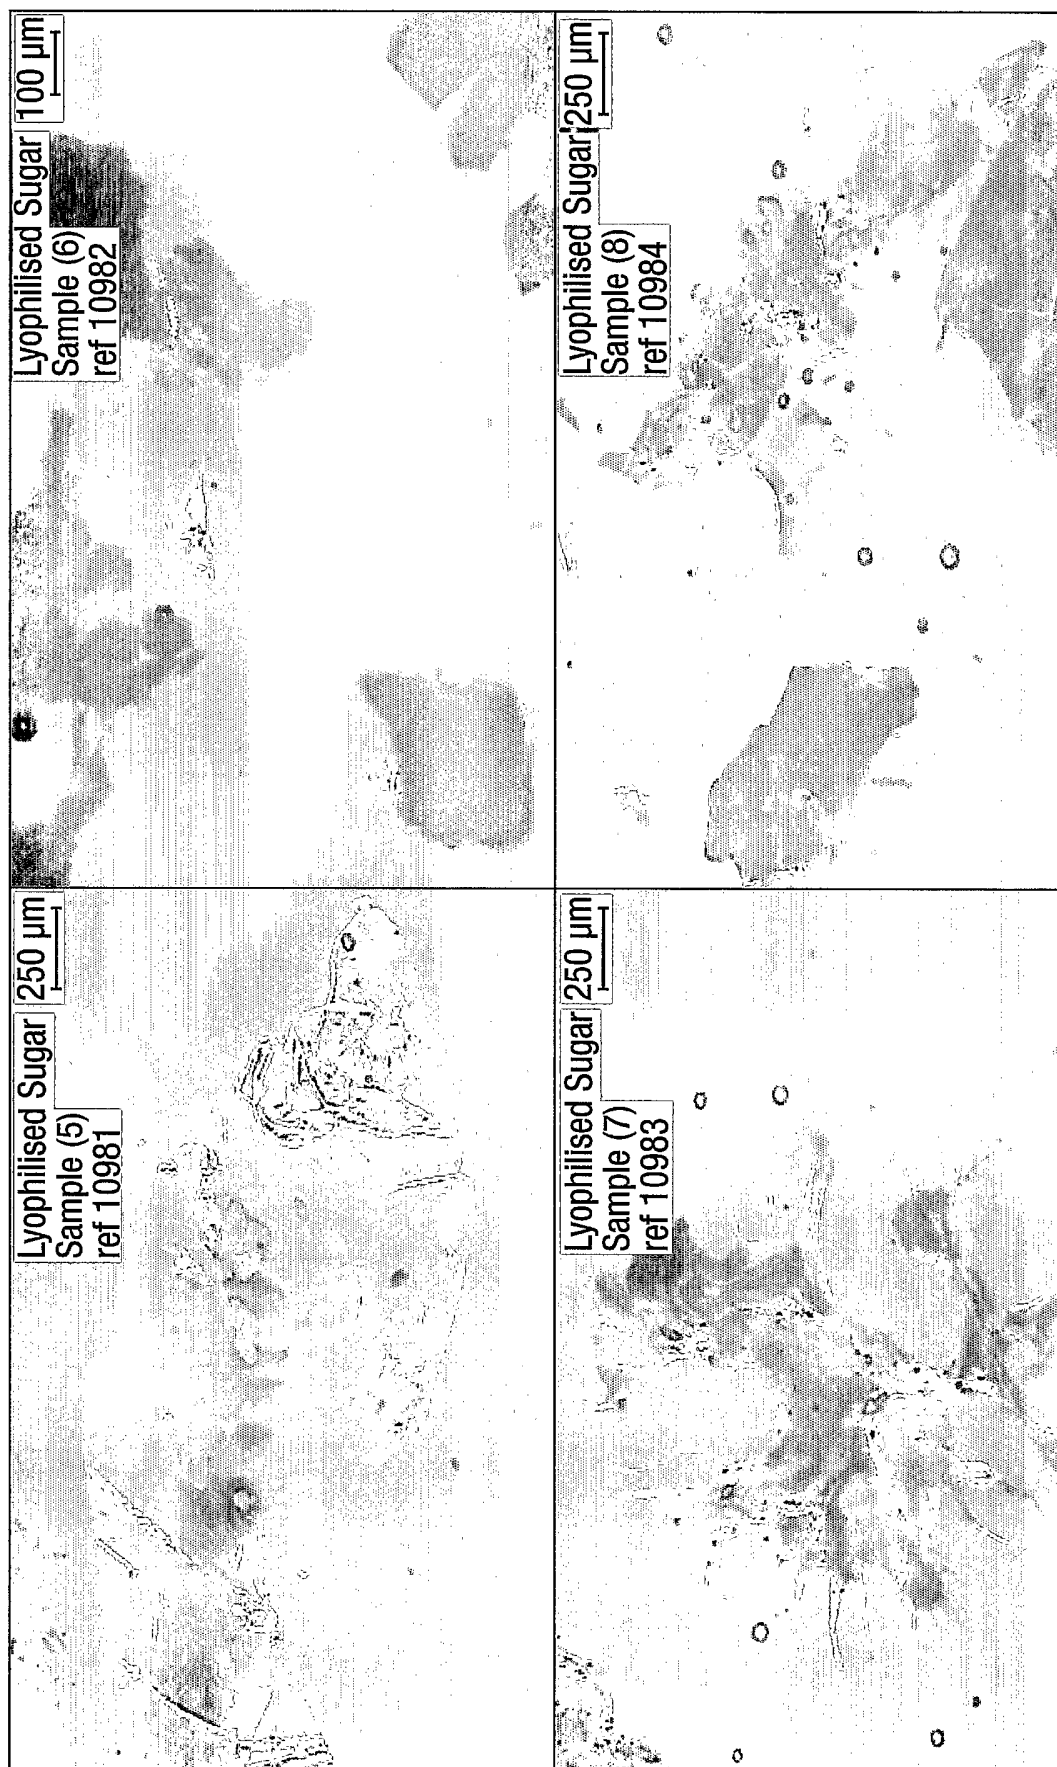 Lyophilised Sugar
Sample (5)
ref 10981
250 µm
Lyophilised Sugar
Sample (6)
ref 10982
100 µm
Lyophilised Sugar
Sample (7)
ref 10983
250 µm
Lyophilised Sugar
Sample (8)
ref 10984
250 µm